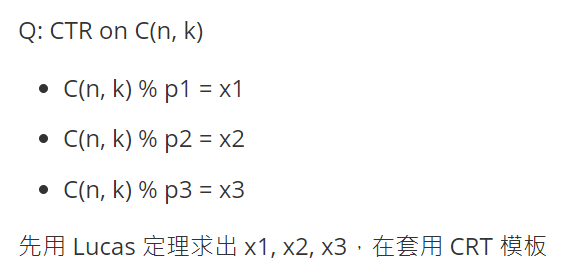 Q: CTR on C(n, k)
• C(n, k) % p1 = x1
• C(n, k) % p2 = x2
• C(n, k) % p3 = x3
先用 Lucas 定理求出 x1, x2, x3，在套用 CRT 模板